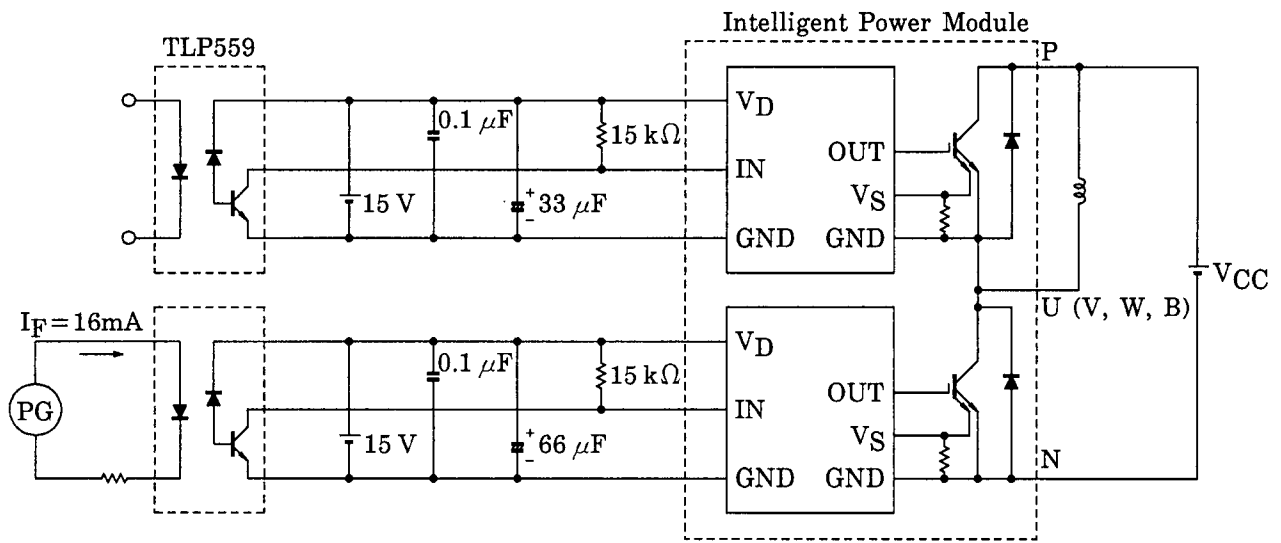 Intelligent Power Module
TLP559
P
V_D
0.1 μF
15 kΩ
OUT
IN
V_S
15 V
+
33 μF
-
GND
GND
V_CC
U (V, W, B)
I_F = 16mA
V_D
0.1 μF
15 kΩ
OUT
PG
IN
V_S
15 V
+
66 μF
-
N
GND
GND